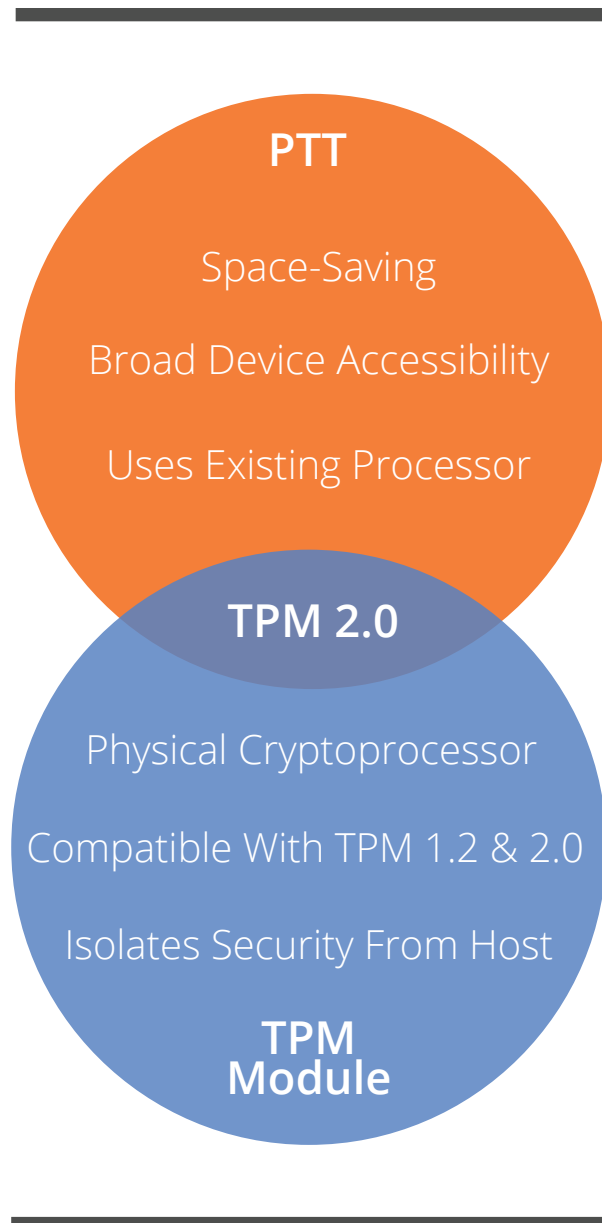 PTT
Space-Saving
Broad Device Accessibility
Uses Existing Processor
TPM 2.0
Physical Cryptoprocessor
Compatible With TPM 1.2 & 2.0
Isolates Security From Host
TPM
Module